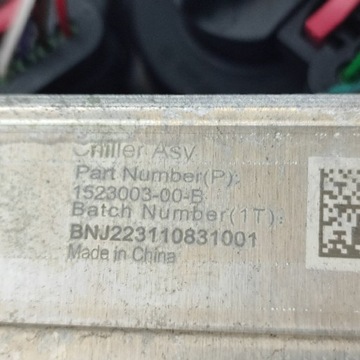 Chiller Asy
Part Number(P):
1523003-00-B
Batch Number(1T):
BNJ223110831001
Made in China